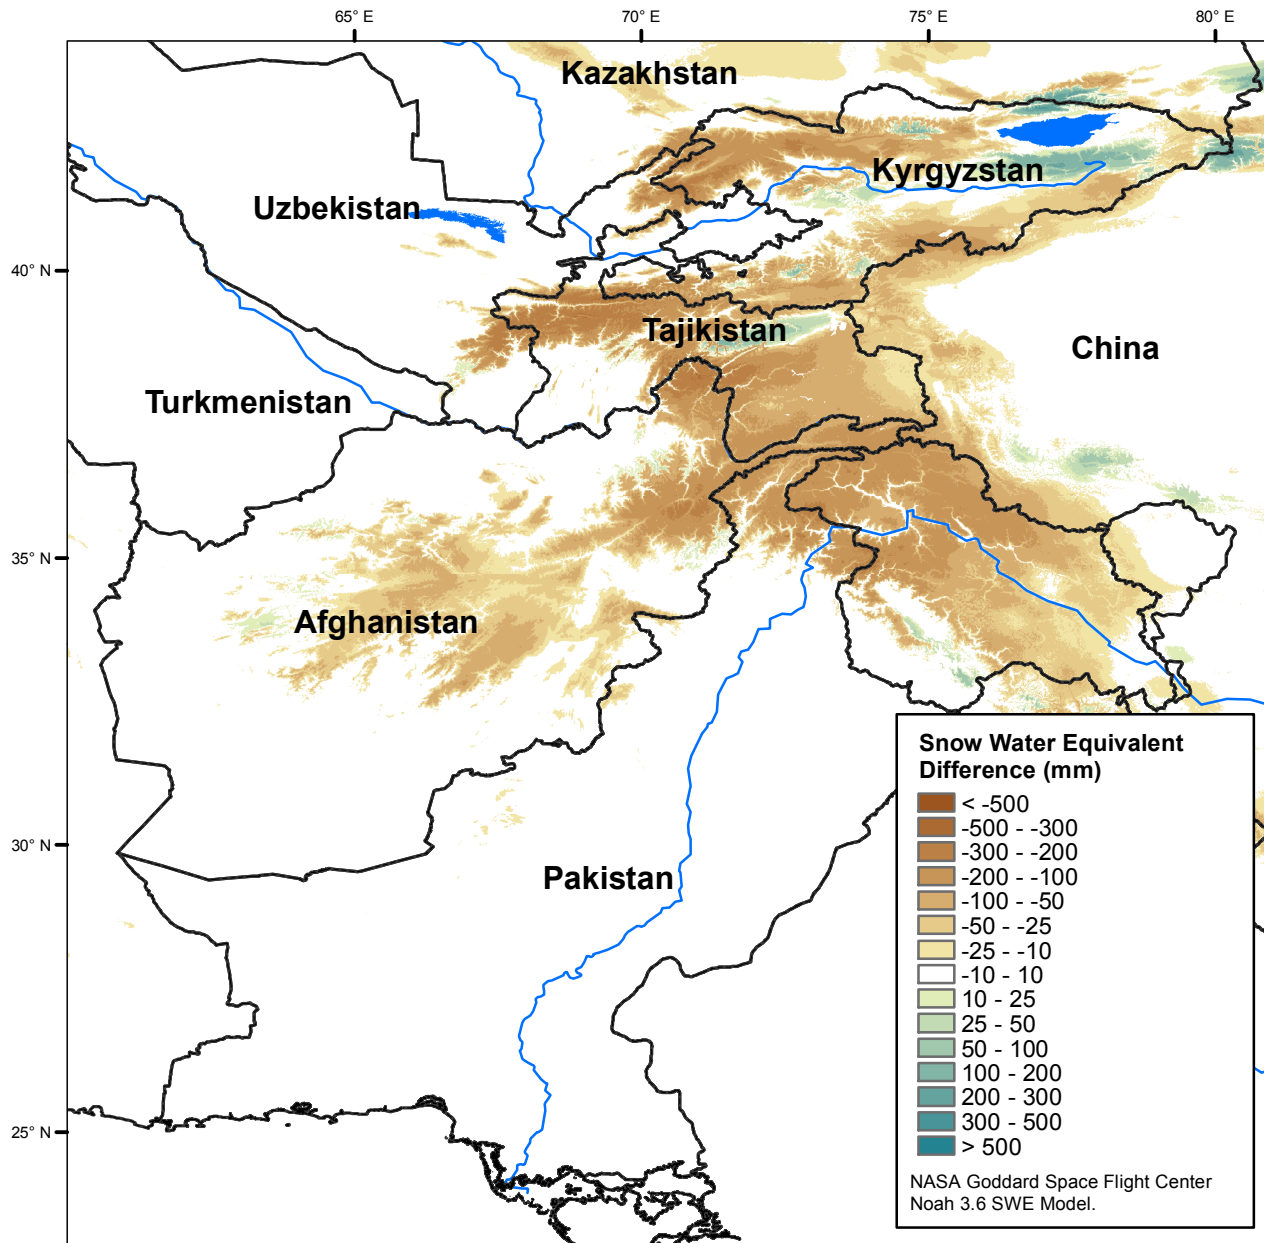 65° E
70° E
75° E
80° E
Kazakhstan
Kyrgyzstan
Uzbekistan
40° N
Tajikistan
China
Turkmenistan
35° N
Afghanistan
30° N
Pakistan
25° N
Snow Water Equivalent
Difference (mm)
< -500
-500 - -300
-300 - -200
-200 - -100
-100 - -50
-50 - -25
-25 - -10
-10 - 10
10 - 25
25 - 50
50 - 100
100 - 200
200 - 300
300 - 500
> 500
NASA Goddard Space Flight Center
Noah 3.6 SWE Model.